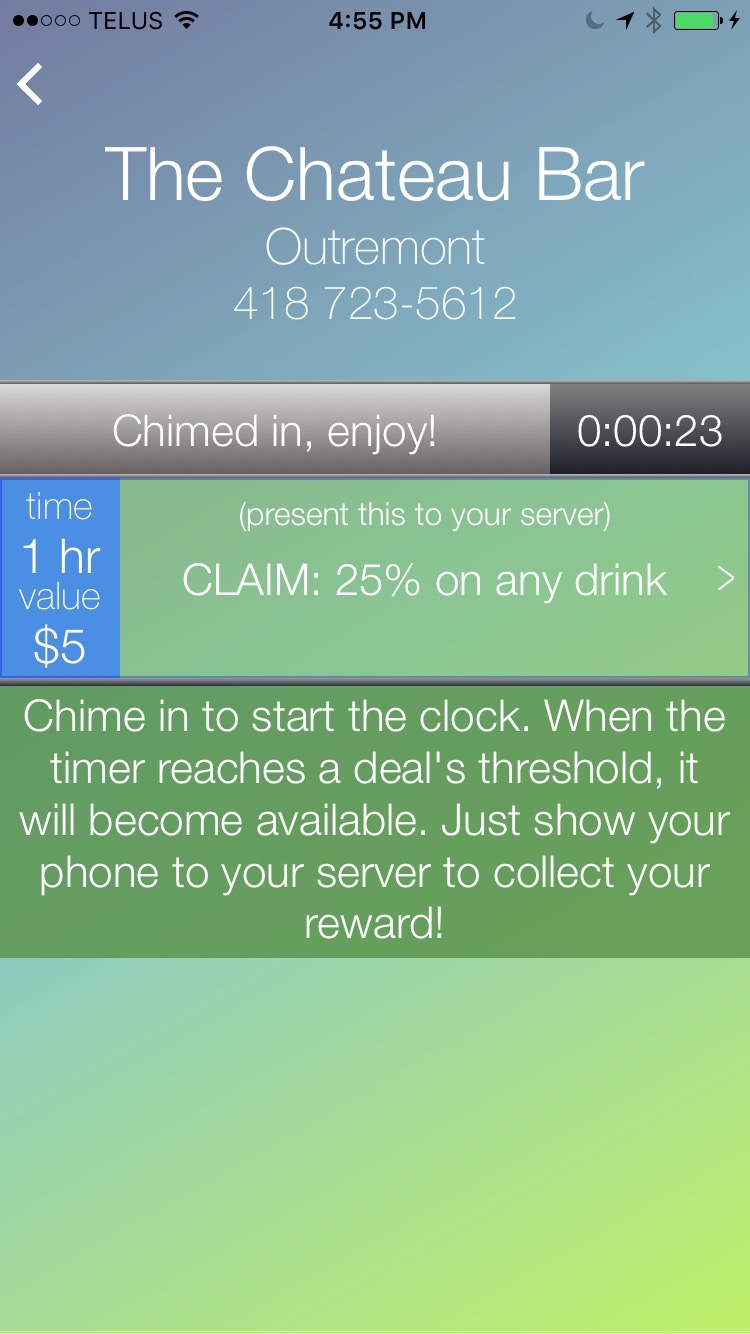 TELUS 4:55 PM
The Chateau Bar
Outremont
418 723-5612
Chimed in, enjoy! 0:00:23
time
1 hr
value
$5
(present this to your server)
CLAIM: 25% on any drink >
Chime in to start the clock. When the
timer reaches a deal's threshold, it
will become available. Just show your
phone to your server to collect your
reward!